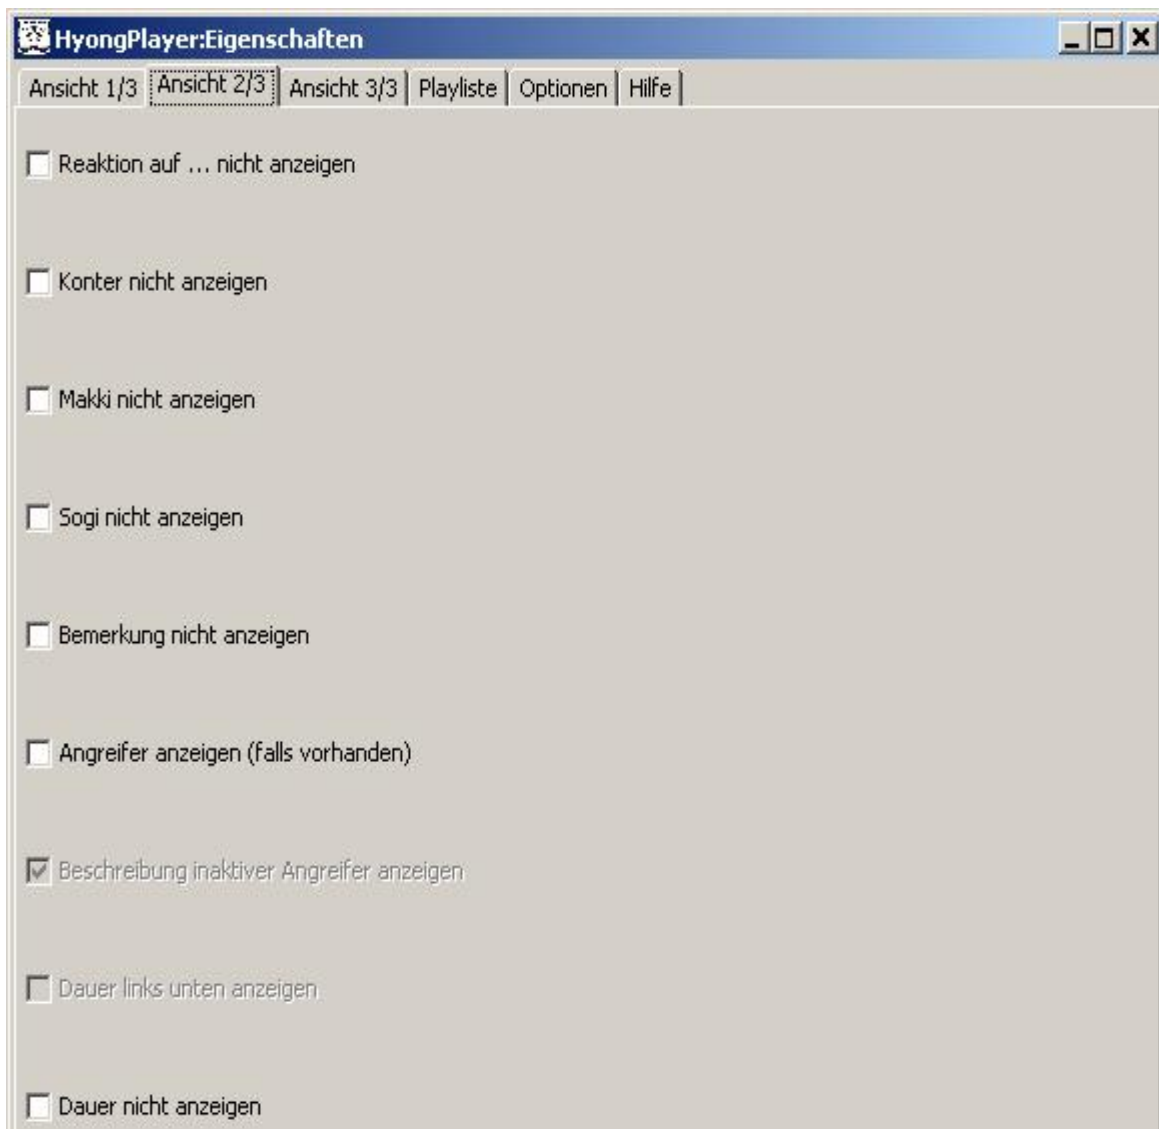 HyongPlayer:Eigenschaften
Ansicht 1/3 Ansicht 2/3 Ansicht 3/3 Playliste Optionen Hilfe
Reaktion auf ... nicht anzeigen
Konter nicht anzeigen
Makki nicht anzeigen
Sogi nicht anzeigen
Bemerkung nicht anzeigen
Angreifer anzeigen (falls vorhanden)
Beschreibung inaktiver Angreifer anzeigen
Dauer links unten anzeigen
Dauer nicht anzeigen